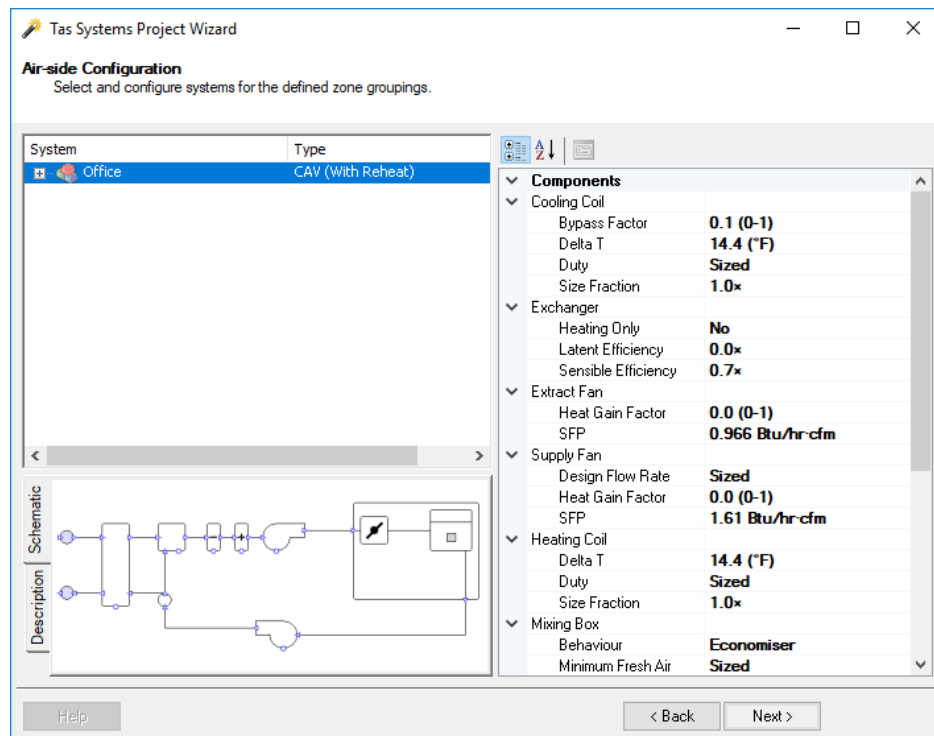 Tas Systems Project Wizard
Air-side Configuration
Select and configure systems for the defined zone groupings.
System Type
Office CAV (With Reheat)
Schematic
Description
A
Z
Components
Cooling Coil
Bypass Factor 0.1 (0-1)
Delta T 14.4 (°F)
Duty Sized
Size Fraction 1.0×
Exchanger
Heating Only No
Latent Efficiency 0.0×
Sensible Efficiency 0.7×
Extract Fan
Heat Gain Factor 0.0 (0-1)
SFP 0.966 Btu/hr·cfm
Supply Fan
Design Flow Rate Sized
Heat Gain Factor 0.0 (0-1)
SFP 1.61 Btu/hr·cfm
Heating Coil
Delta T 14.4 (°F)
Duty Sized
Size Fraction 1.0×
Mixing Box
Behaviour Economiser
Minimum Fresh Air Sized
Help
< Back
Next >